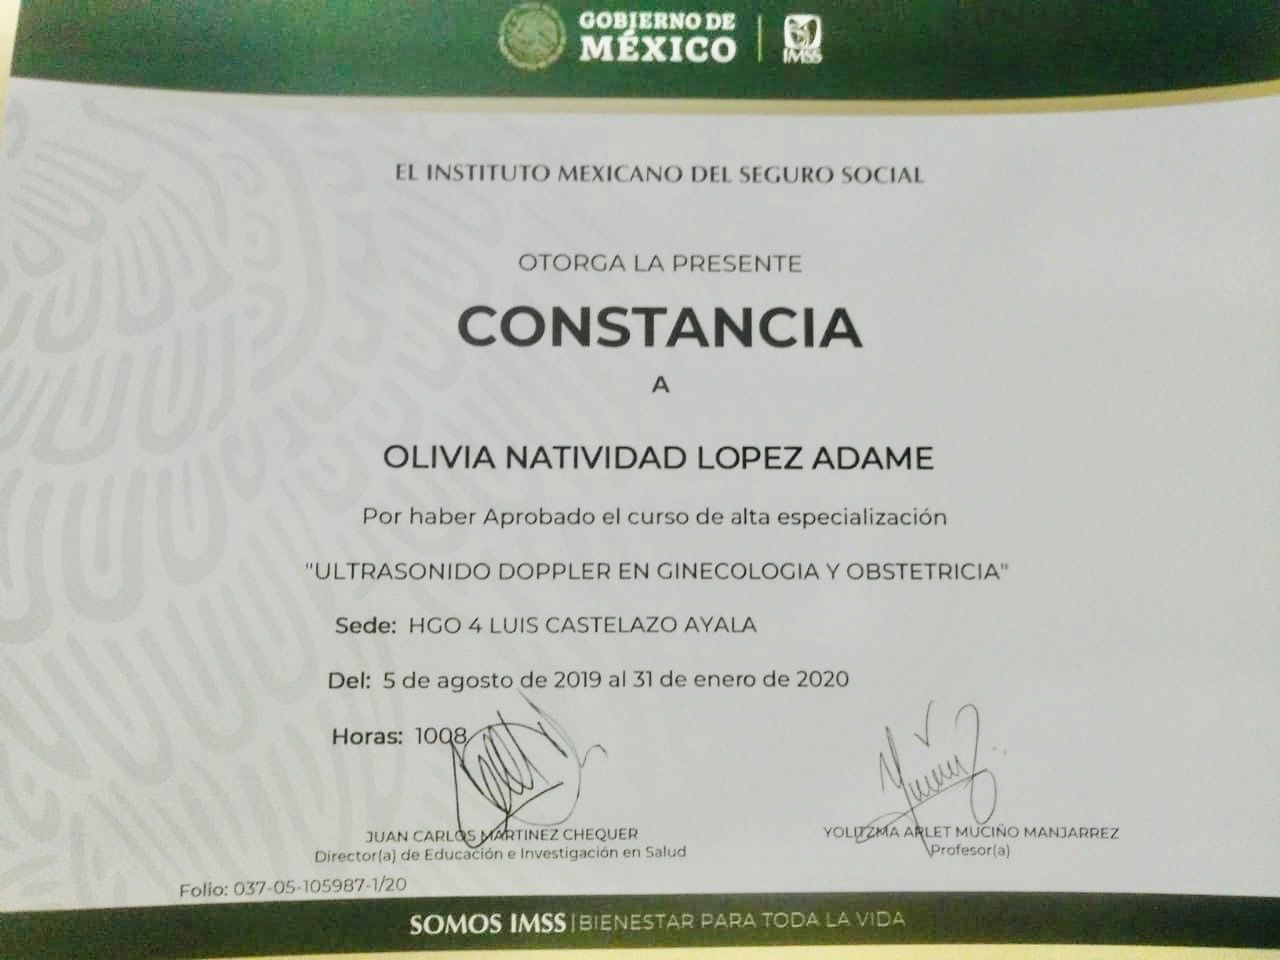 GOBIERNO DE
MÉXICO
IMSS
EL INSTITUTO MEXICANO DEL SEGURO SOCIAL
OTORGA LA PRESENTE
CONSTANCIA
A
OLIVIA NATIVIDAD LOPEZ ADAME
Por haber Aprobado el curso de alta especialización
"ULTRASONIDO DOPPLER EN GINECOLOGIA Y OBSTETRICIA"
Sede: HGO 4 LUIS CASTELAZO AYALA
Del: 5 de agosto de 2019 al 31 de enero de 2020
Horas: 1008
JUAN CARLOS MARTINEZ CHEQUER
Director(a) de Educación e Investigación en Salud
YOLITZMA ARLET MUCIÑO MANJARREZ
Profesor(a)
Folio: 037-05-105987-1/20
SOMOS IMSS | BIENESTAR PARA TODA LA VIDA